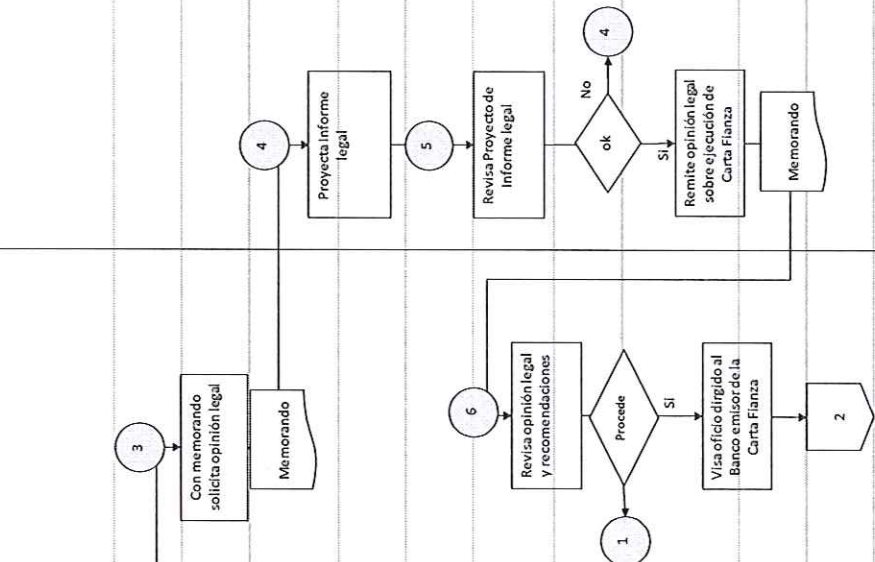 3
Con memorando
solicita opinión legal
Memorando
4
Proyecta Informe
legal
5
Revisa Proyecto de
Informe legal
ok
No
4
Si
Remite opinión legal
sobre ejecución de
Carta Fianza
Memorando
6
Revisa opinión legal
y recomendaciones
Procede
1
Si
Visa oficio dirgido al
Banco emisor de la
Carta Fianza
2